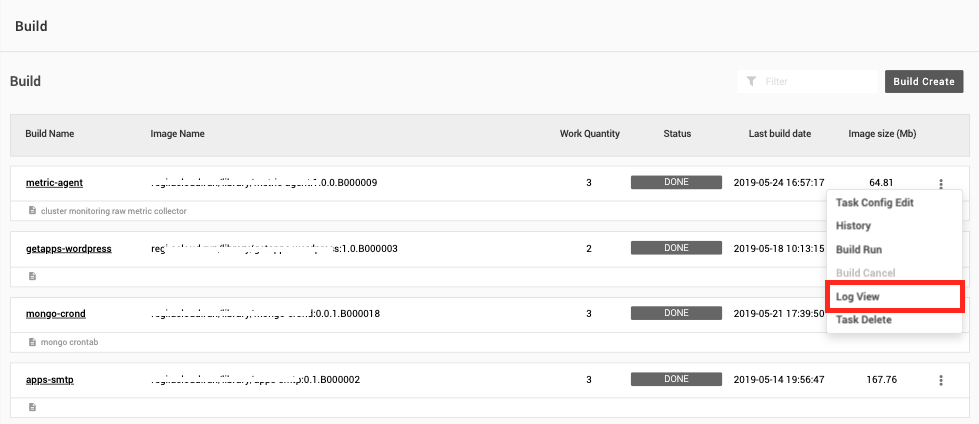 Build
Build
Filter
Build Create
Build Name Image Name Work Quantity Status Last build date Image size (Mb)
metric-agent 1.0.0.B000009 3 DONE 2019-05-24 16:57:17 64.81
cluster monitoring raw metric collector
Task Config Edit
History
Build Run
Build Cancel
Log View
Task Delete
getapps-wordpress :1.0.B000003 2 DONE 2019-05-18 10:13:15
mongo-crond :0.0.1.B000018 3 DONE 2019-05-21 17:39:50
mongo crontab
apps-smtp :0.1.B000002 3 DONE 2019-05-14 19:56:47 167.76